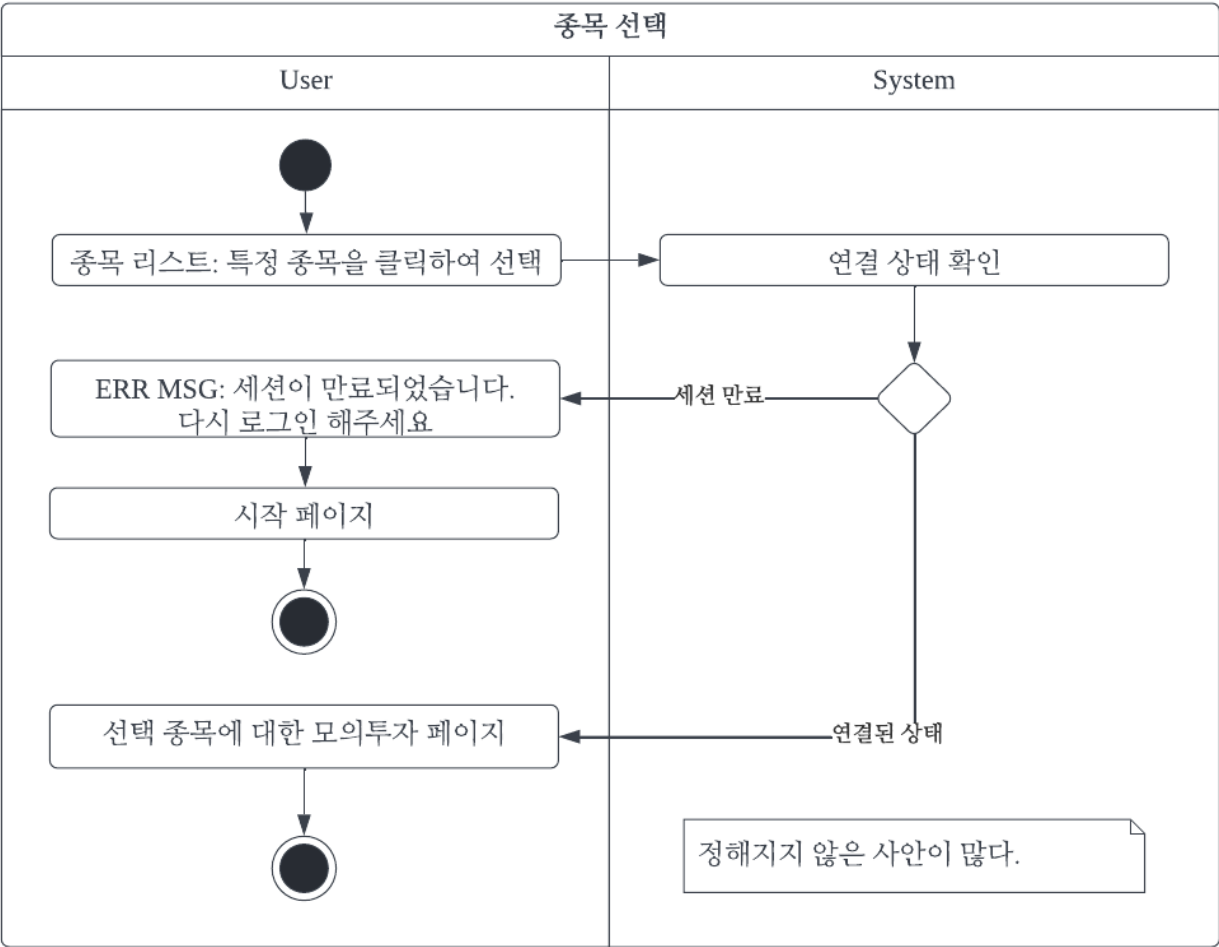 종목 선택
User
System
종목 리스트: 특정 종목을 클릭하여 선택
연결 상태 확인
ERR MSG: 세션이 만료되었습니다.
다시 로그인 해주세요
세션 만료
시작 페이지
선택 종목에 대한 모의투자 페이지
연결된 상태
정해지지 않은 사안이 많다.